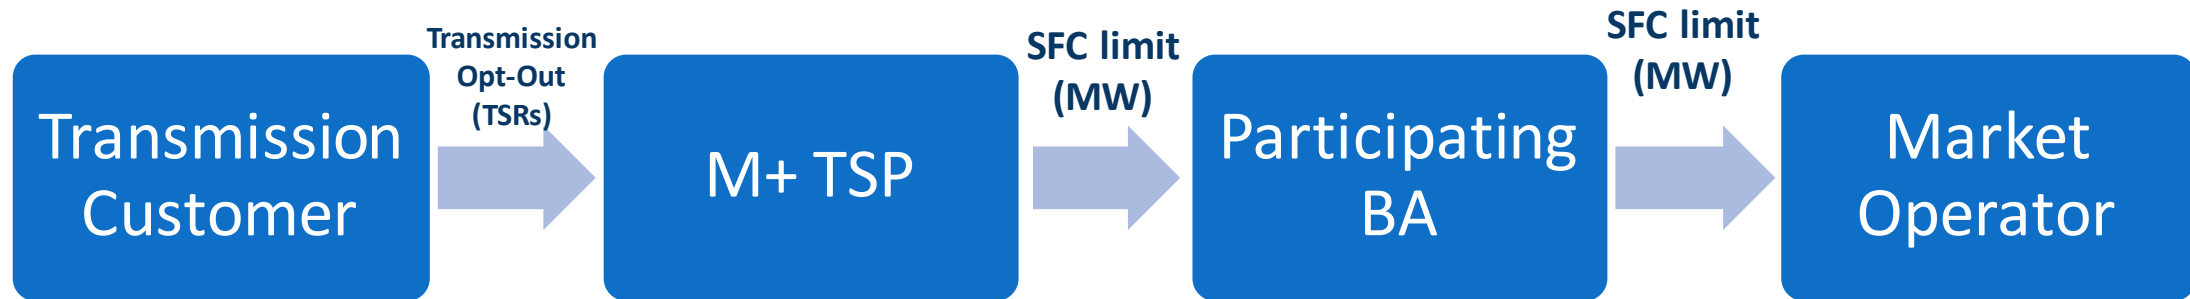 Transmission
Customer
Transmission
Opt-Out
(TSRs)
M+ TSP
SFC limit
(MW)
Participating
BA
SFC limit
(MW)
Market
Operator